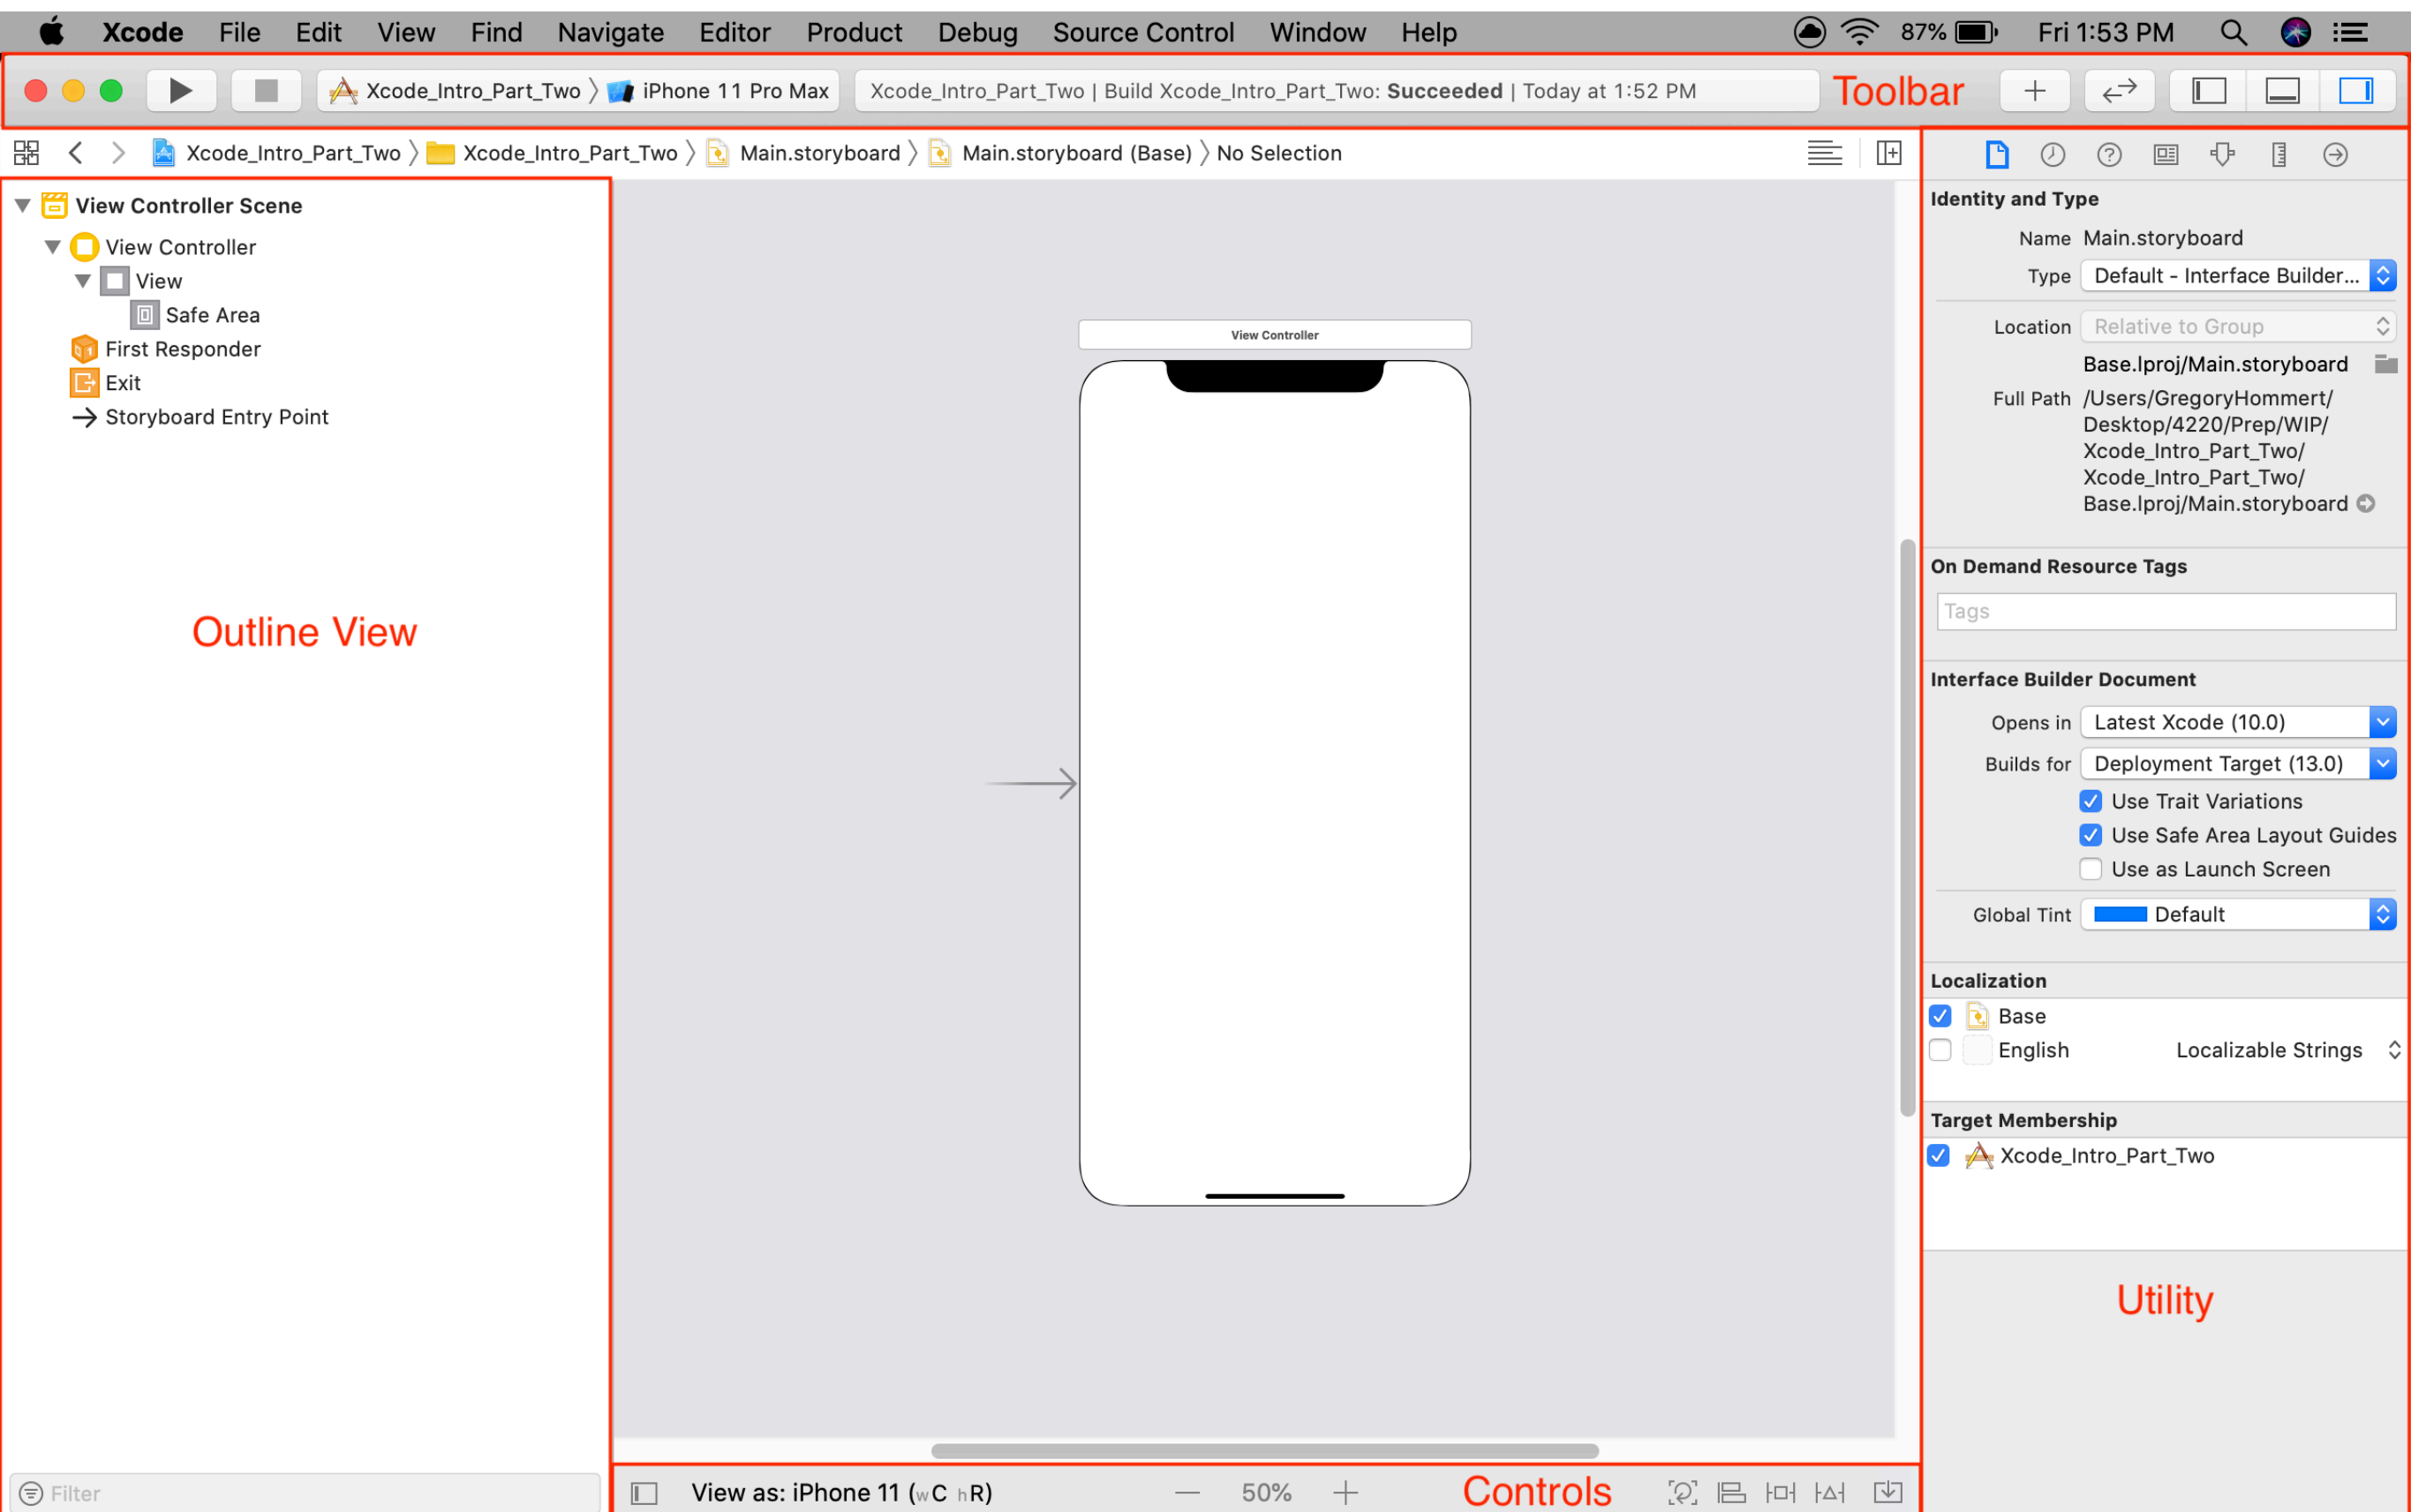 Xcode File Edit View Find Navigate Editor Product Debug Source Control Window Help 87% Fri 1:53 PM
Xcode_Intro_Part_Two iPhone 11 Pro Max Xcode_Intro_Part_Two | Build Xcode_Intro_Part_Two: Succeeded | Today at 1:52 PM Toolbar
Xcode_Intro_Part_Two Xcode_Intro_Part_Two Main.storyboard Main.storyboard (Base) No Selection
View Controller Scene
View Controller
View
Safe Area
First Responder
Exit
Storyboard Entry Point
Outline View
Filter
View Controller
View as: iPhone 11 (wC hR) 50% Controls
Identity and Type
Name Main.storyboard
Type Default - Interface Builder...
Location Relative to Group
Base.lproj/Main.storyboard
Full Path /Users/GregoryHommert/
Desktop/4220/Prep/WIP/
Xcode_Intro_Part_Two/
Xcode_Intro_Part_Two/
Base.lproj/Main.storyboard
On Demand Resource Tags
Tags
Interface Builder Document
Opens in Latest Xcode (10.0)
Builds for Deployment Target (13.0)
Use Trait Variations
Use Safe Area Layout Guides
Use as Launch Screen
Global Tint Default
Localization
Base
English Localizable Strings
Target Membership
Xcode_Intro_Part_Two
Utility